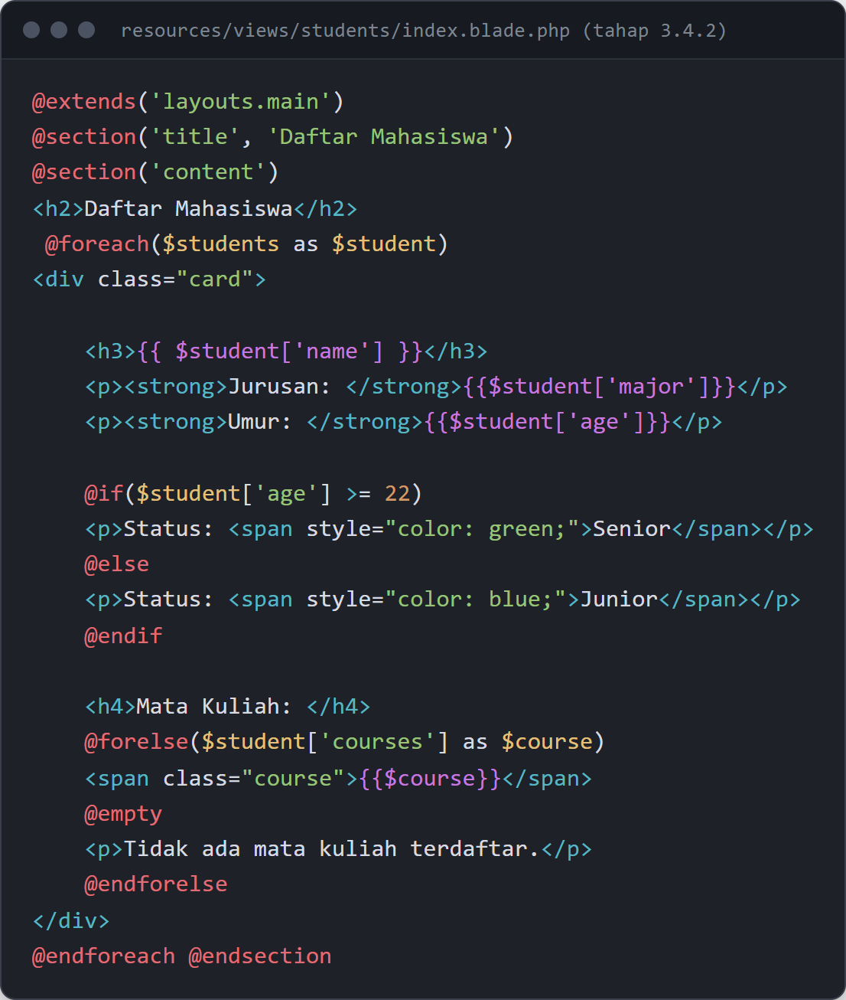 resources/views/students/index.blade.php (tahap 3.4.2)
@extends('layouts.main')
@section('title', 'Daftar Mahasiswa')
@section('content')
<h2>Daftar Mahasiswa</h2>
 @foreach($students as $student)
<div class="card">

    <h3>{{ $student['name'] }}</h3>
    <p><strong>Jurusan: </strong>{{$student['major']}}</p>
    <p><strong>Umur: </strong>{{$student['age']}}</p>

    @if($student['age'] >= 22)
    <p>Status: <span style="color: green;">Senior</span></p>
    @else
    <p>Status: <span style="color: blue;">Junior</span></p>
    @endif

    <h4>Mata Kuliah: </h4>
    @forelse($student['courses'] as $course)
    <span class="course">{{$course}}</span>
    @empty
    <p>Tidak ada mata kuliah terdaftar.</p>
    @endforelse
</div>
@endforeach @endsection